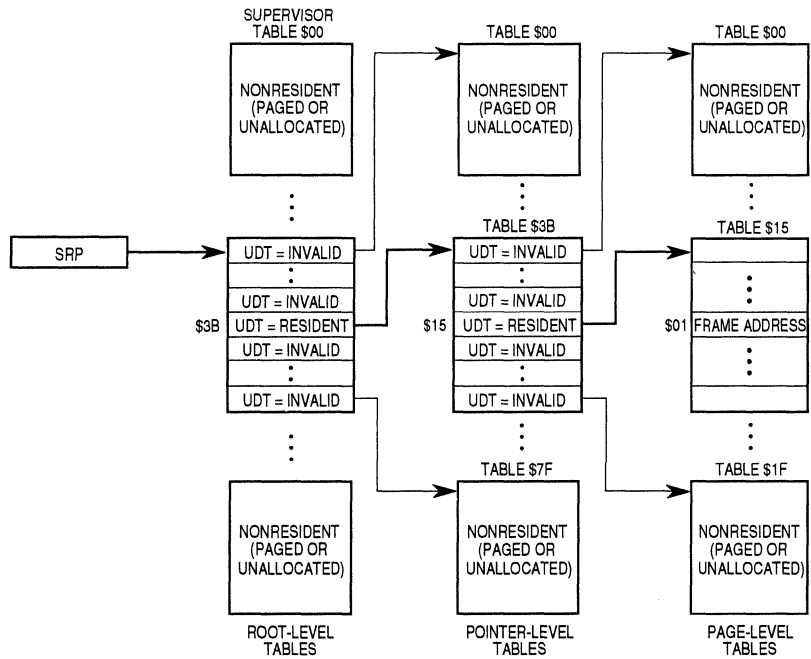 SUPERVISOR
TABLE $00
NONRESIDENT
(PAGED OR
UNALLOCATED)
SRP
UDT = INVALID
UDT = INVALID
$3B
UDT = RESIDENT
UDT = INVALID
UDT = INVALID
NONRESIDENT
(PAGED OR
UNALLOCATED)
ROOT-LEVEL
TABLES
TABLE $00
NONRESIDENT
(PAGED OR
UNALLOCATED)
TABLE $3B
UDT = INVALID
UDT = INVALID
$15
UDT = RESIDENT
UDT = INVALID
UDT = INVALID
TABLE $7F
NONRESIDENT
(PAGED OR
UNALLOCATED)
POINTER-LEVEL
TABLES
TABLE $00
NONRESIDENT
(PAGED OR
UNALLOCATED)
TABLE $15
$01
FRAME ADDRESS
TABLE $1F
NONRESIDENT
(PAGED OR
UNALLOCATED)
PAGE-LEVEL
TABLES